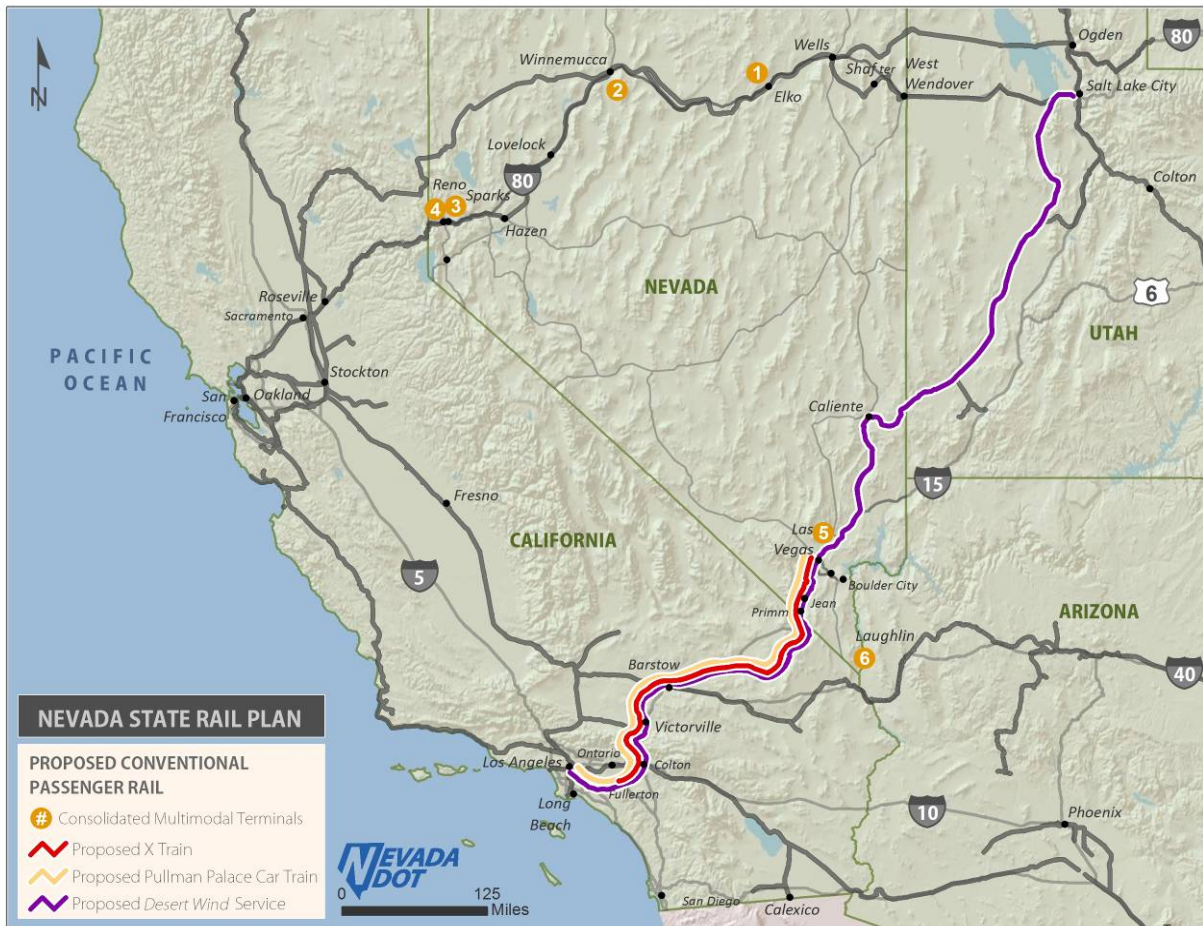 N
80
Ogden
Wells
Winnemucca
1
Shafter
West
Wendover
Elko
2
Salt Lake City
Lovelock
80
Colton
Reno
Sparks
4
3
Hazen
NEVADA
6
Roseville
Sacramento
UTAH
PACIFIC
OCEAN
Stockton
San
Francisco
Oakland
Caliente
15
Fresno
Las
Vegas
5
CALIFORNIA
5
Boulder City
Jean
Primm
ARIZONA
Laughlin
6
Barstow
40
Victorville
Ontario
Los Angeles
Colton
Fullerton
Long
Beach
10
Phoenix
San Diego
Calexico
NEVADA STATE RAIL PLAN
PROPOSED CONVENTIONAL
PASSENGER RAIL
# Consolidated Multimodal Terminals
Proposed X Train
Proposed Pullman Palace Car Train
Proposed Desert Wind Service
NEVADA
DOT
0 125
Miles